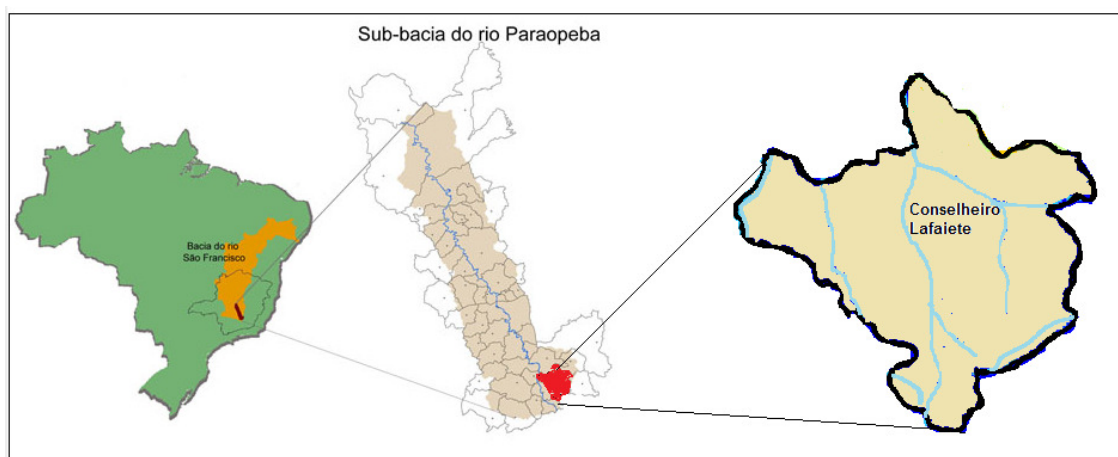 Sub-bacia do rio Paraopeba
Bacia do rio
São Francisco
Conselheiro
Lafaiete